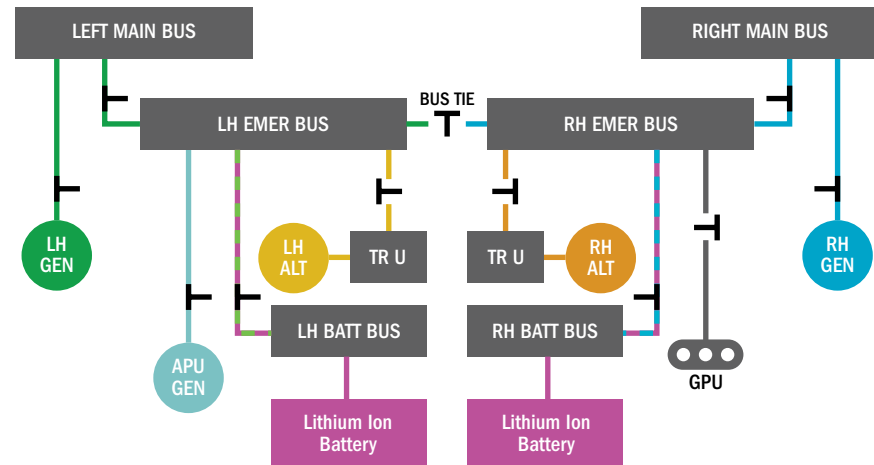 LEFT MAIN BUS
RIGHT MAIN BUS
BUS TIE
LH EMER BUS
RH EMER BUS
LH
GEN
LH
ALT
TR U
TR U
RH
ALT
RH
GEN
LH BATT BUS
RH BATT BUS
APU
GEN
GPU
Lithium Ion
Battery
Lithium Ion
Battery